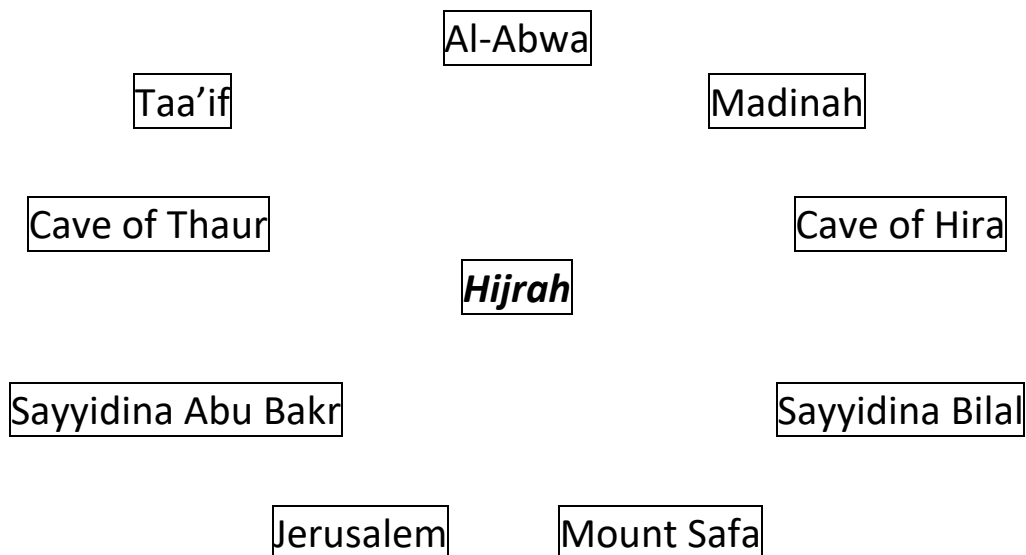 Al-Abwa
Taa’if
Madinah
Cave of Thaur
Cave of Hira
Hijrah
Sayyidina Abu Bakr
Sayyidina Bilal
Jerusalem
Mount Safa